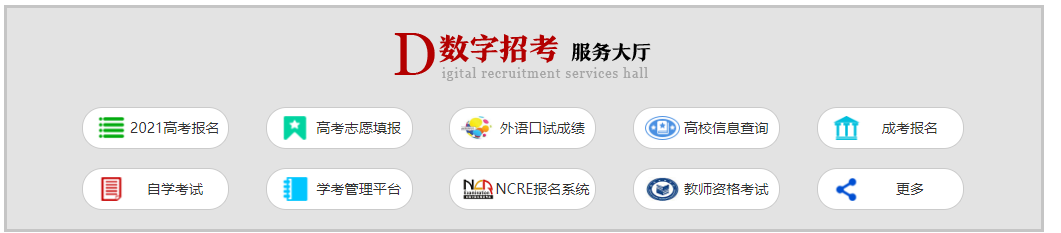 D数字招考 服务大厅
igital recruitment services hall
2021高考报名 高考志愿填报 外语口试成绩 高校信息查询 成考报名
自学考试 学考管理平台 NCRE报名系统 教师资格考试 更多